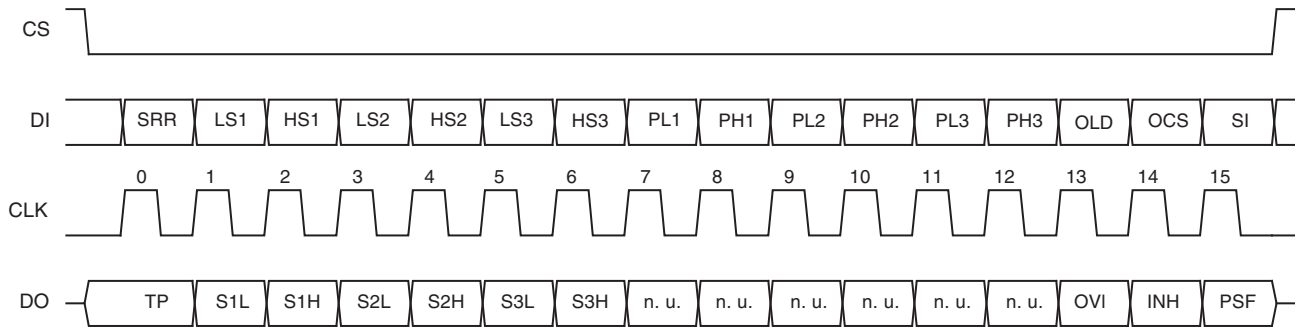 CS
DI SRR LS1 HS1 LS2 HS2 LS3 HS3 PL1 PH1 PL2 PH2 PL3 PH3 OLD OCS SI
0 1 2 3 4 5 6 7 8 9 10 11 12 13 14 15
CLK
DO TP S1L S1H S2L S2H S3L S3H n. u. n. u. n. u. n. u. n. u. n. u. OVI INH PSF